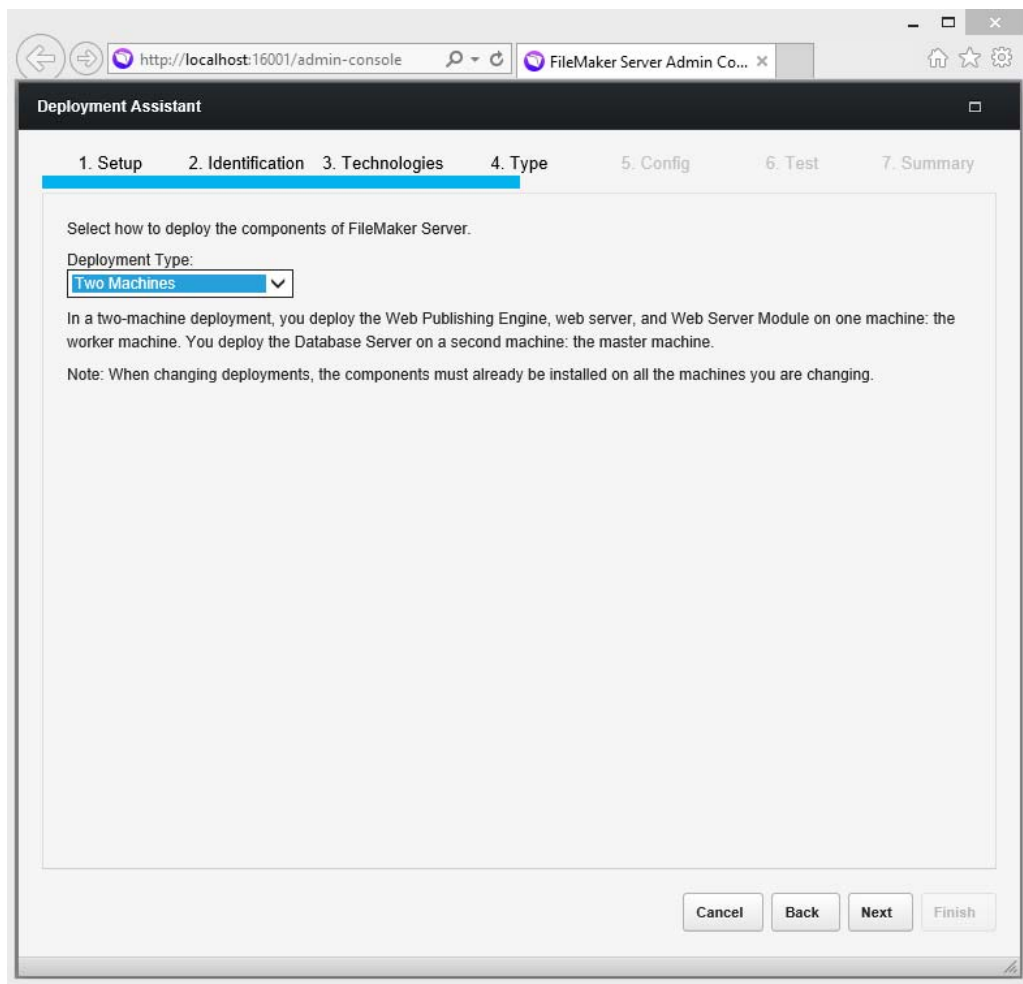 http://localhost:16001/admin-console
FileMaker Server Admin Co...
Deployment Assistant
1. Setup 2. Identification 3. Technologies 4. Type 5. Config 6. Test 7. Summary
Select how to deploy the components of FileMaker Server.
Deployment Type:
Two Machines
In a two-machine deployment, you deploy the Web Publishing Engine, web server, and Web Server Module on one machine: the
worker machine. You deploy the Database Server on a second machine: the master machine.
Note: When changing deployments, the components must already be installed on all the machines you are changing.
Cancel Back Next Finish